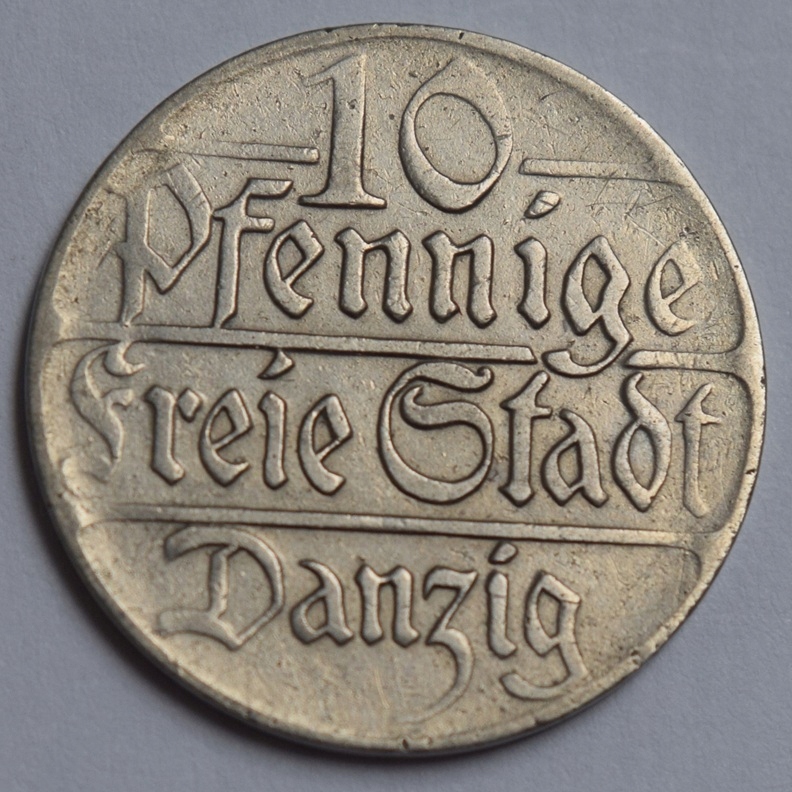 10
Pfennige
Freie Stadt
Danzig